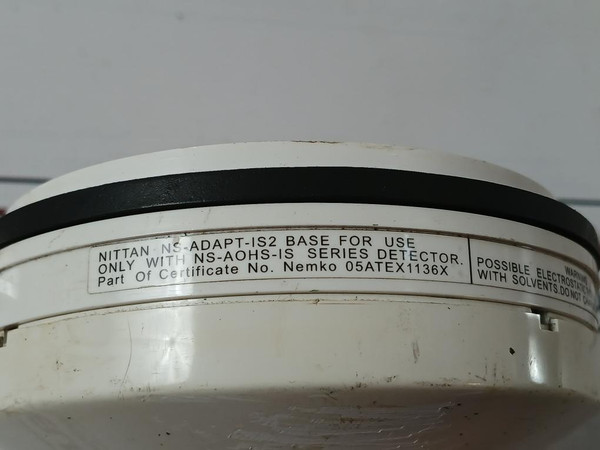 NITTAN NS-ADAPT-IS2 BASE FOR USE
ONLY WITH NS-AOHS-IS SERIES DETECTOR.
Part Of Certificate No. Nemko 05ATEX1136X
WARNING
POSSIBLE ELECTROSTATIC
WITH SOLVENTS.DO NOT